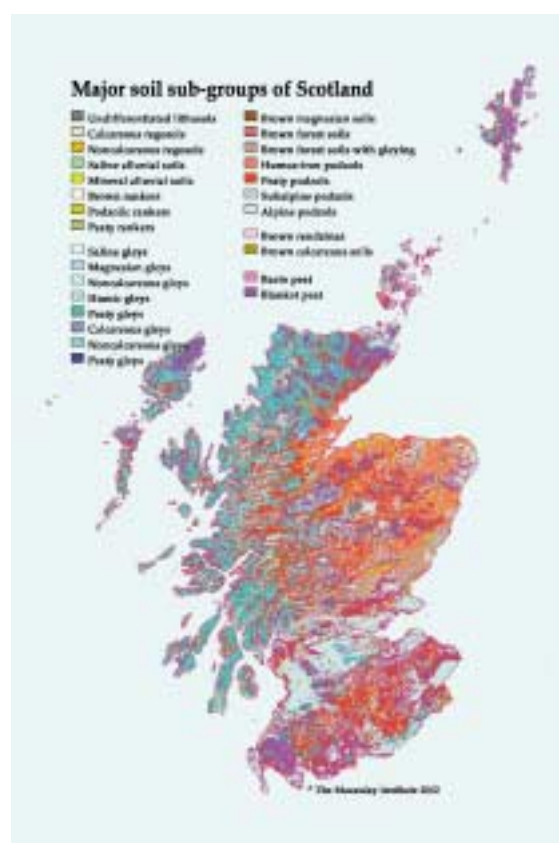 Major soil sub-groups of Scotland
Undifferentiated lithosols
Calcareous regosols
Noncalcareous regosols
Saline alluvial soils
Mineral alluvial soils
Brown rankers
Podzolic rankers
Peaty rankers
Saline gleys
Magnesian gleys
Noncalcareous gleys
Humic gleys
Peaty gleys
Calcareous gleys
Noncalcareous gleys
Peaty gleys
Brown magnesian soils
Brown forest soils
Brown forest soils with gleying
Humus-iron podzols
Peaty podzols
Subalpine podzols
Alpine podzols
Brown rendzinas
Brown calcareous soils
Basin peat
Blanket peat
The Macaulay Institute